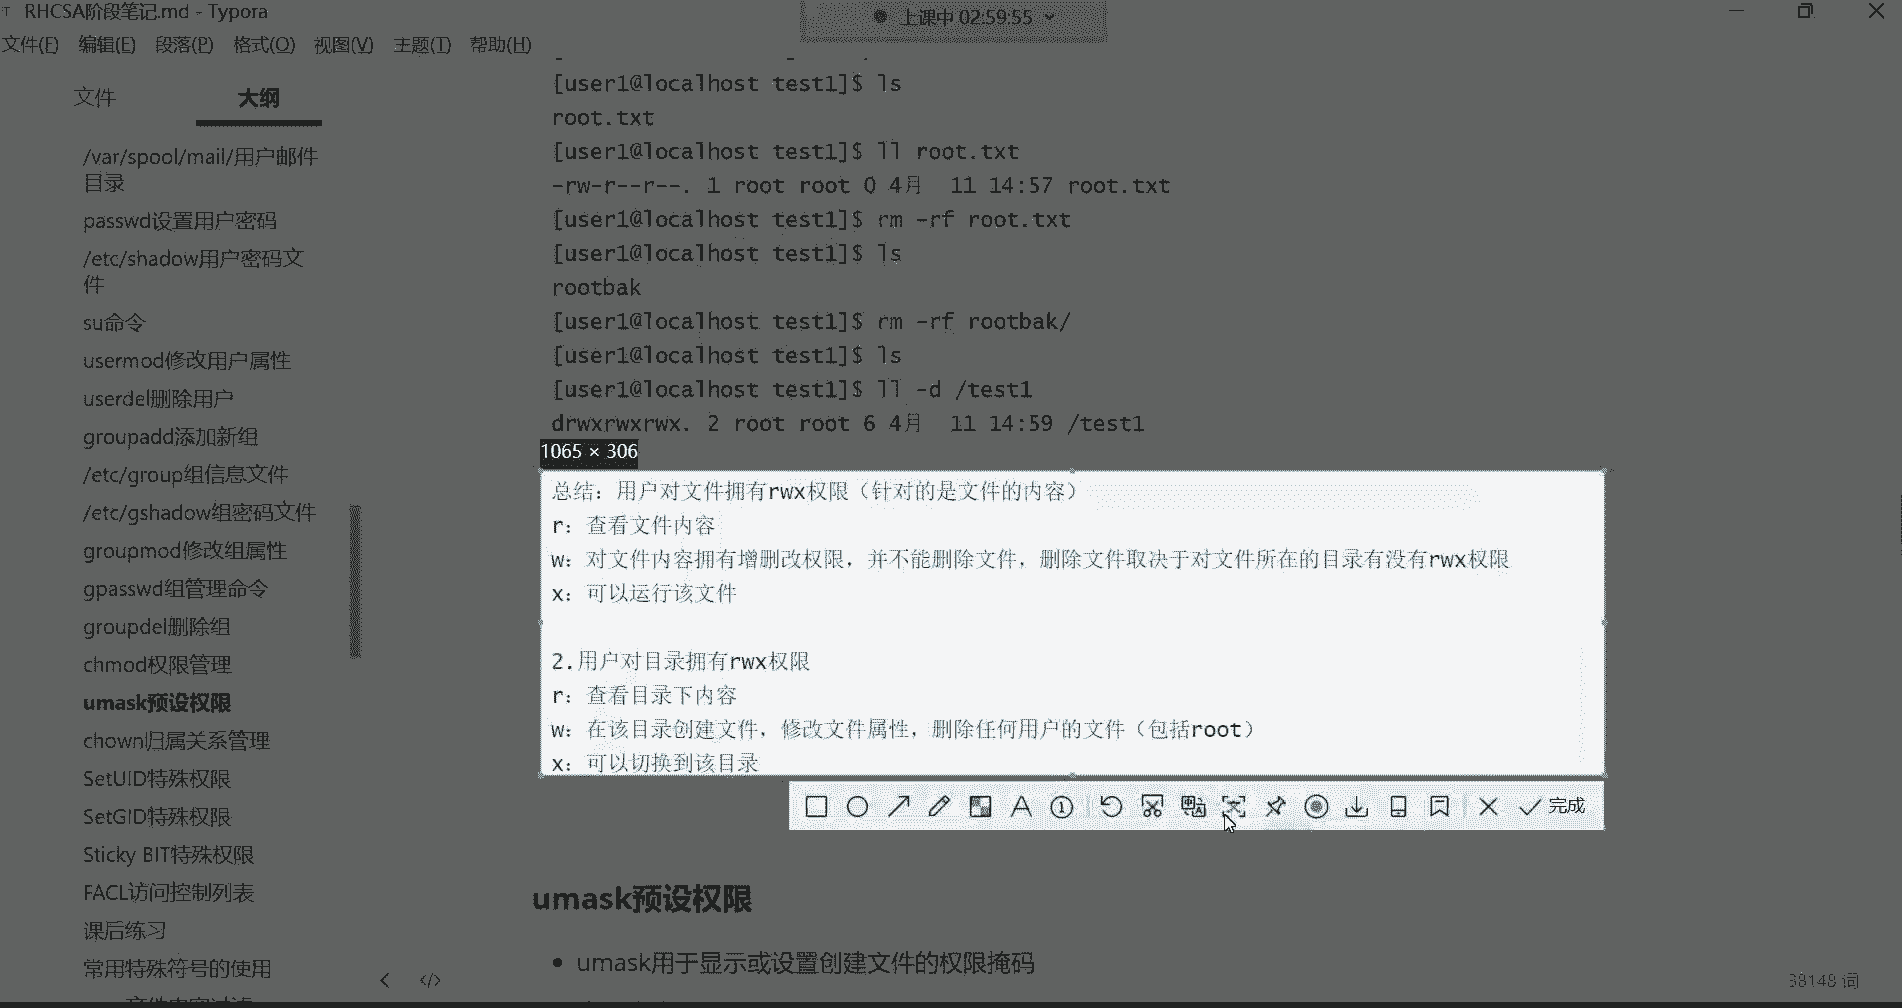 RHCSA阶段笔记.md - Typora
上课中 02:59:55
文件(F) 编辑(E) 段落(P) 格式(O) 视图(V) 主题(T) 帮助(H)
文件 大纲
/var/spool/mail/用户邮件
目录
passwd设置用户密码
/etc/shadow用户密码文
件
su命令
usermod修改用户属性
userdel删除用户
groupadd添加新组
/etc/group组信息文件
/etc/gshadow组密码文件
groupmod修改组属性
gpasswd组管理命令
groupdel删除组
chmod权限管理
umask预设权限
chown归属关系管理
SetUID特殊权限
SetGID特殊权限
Sticky BIT特殊权限
FACL访问控制列表
课后练习
常用特殊符号的使用
[user1@localhost test1]$ ls
root.txt
[user1@localhost test1]$ ll root.txt
-rw-r--r--. 1 root root 0 4月 11 14:57 root.txt
[user1@localhost test1]$ rm -rf root.txt
[user1@localhost test1]$ ls
rootbak
[user1@localhost test1]$ rm -rf rootbak/
[user1@localhost test1]$ ls
[user1@localhost test1]$ ll -d /test1
drwxrwxrwx. 2 root root 6 4月 11 14:59 /test1
1065 × 306
总结：用户对文件拥有rwx权限（针对的是文件的内容）
r：查看文件内容
w：对文件内容拥有增删改权限，并不能删除文件，删除文件取决于对文件所在的目录有没有rwx权限
x：可以运行该文件
2.用户对目录拥有rwx权限
r：查看目录下内容
w：在该目录创建文件，修改文件属性，删除任何用户的文件（包括root）
x：可以切换到该目录
完成
umask预设权限
umask用于显示或设置创建文件的权限掩码
38148 词